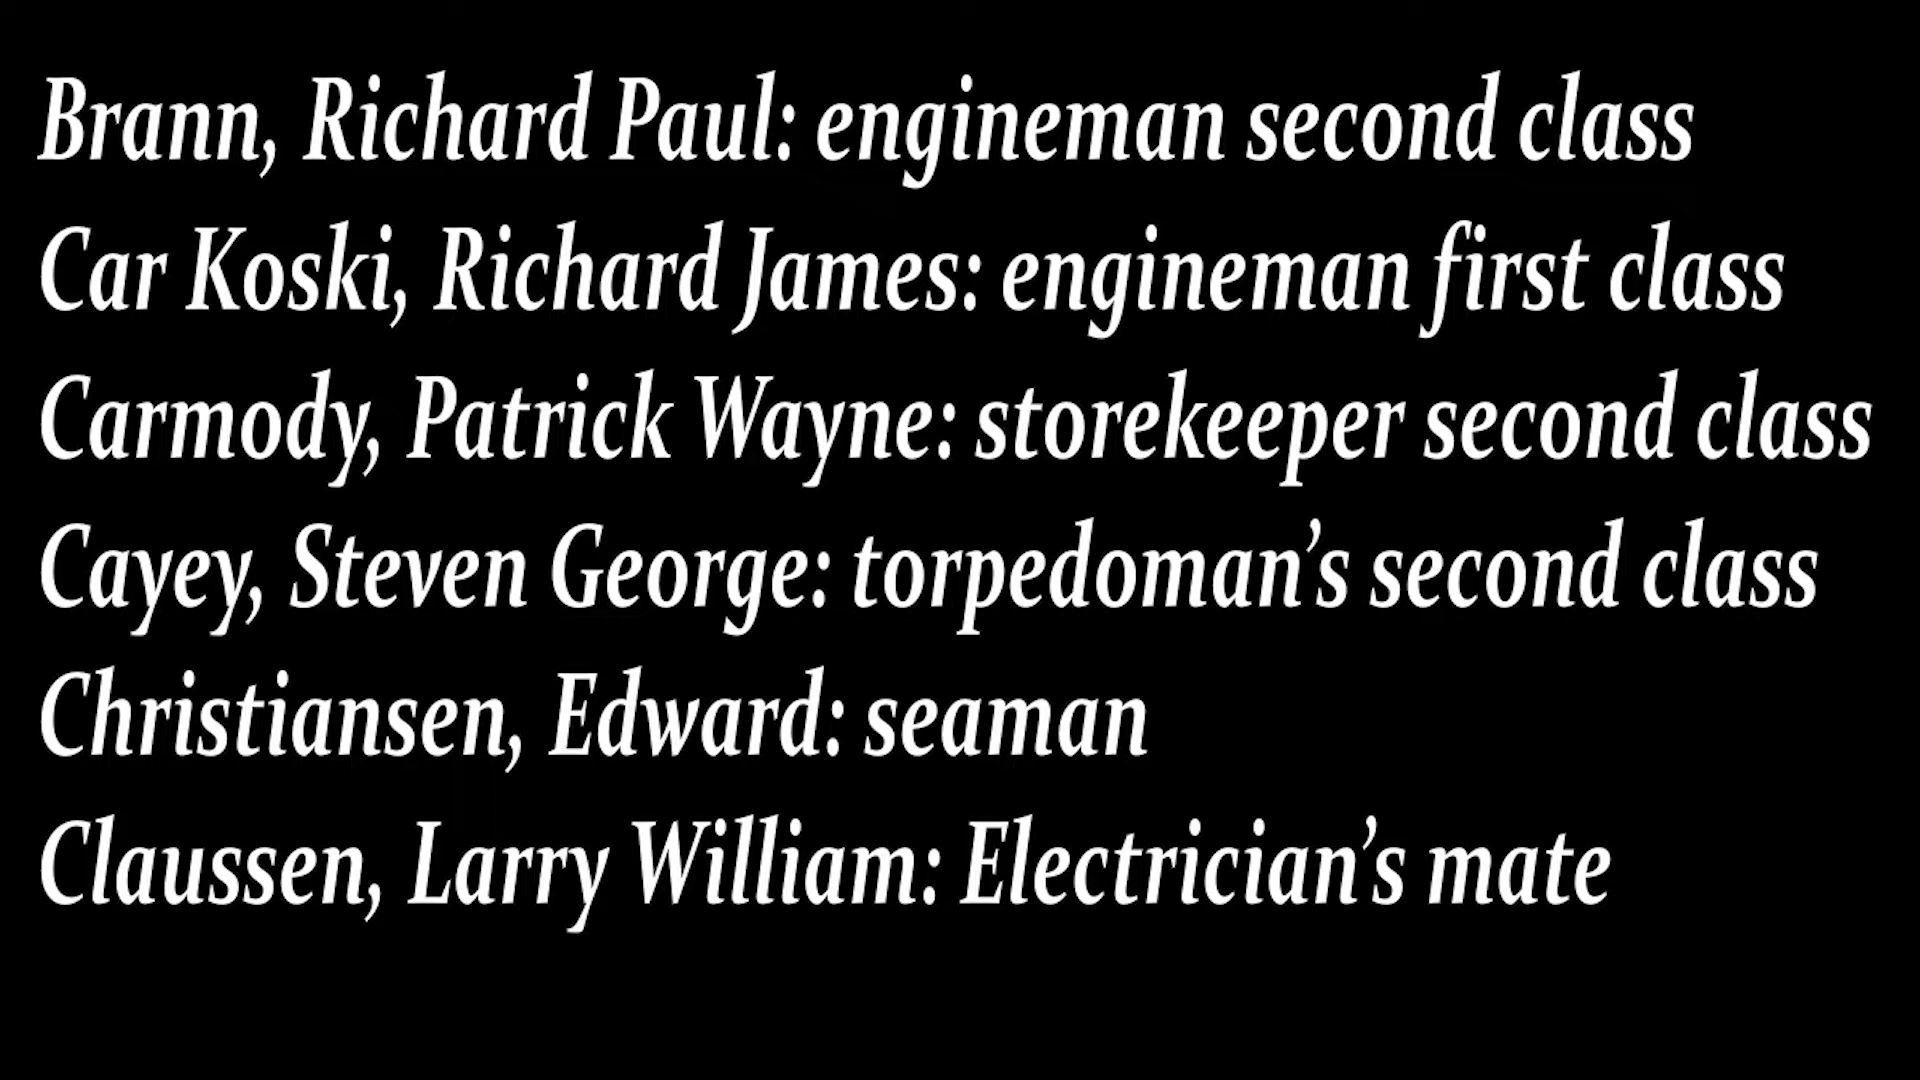 Brann, Richard Paul: engineman second class
Car Koski, Richard James: engineman first class
Carmody, Patrick Wayne: storekeeper second class
Cayey, Steven George: torpedoman’s second class
Christiansen, Edward: seaman
Claussen, Larry William: Electrician’s mate